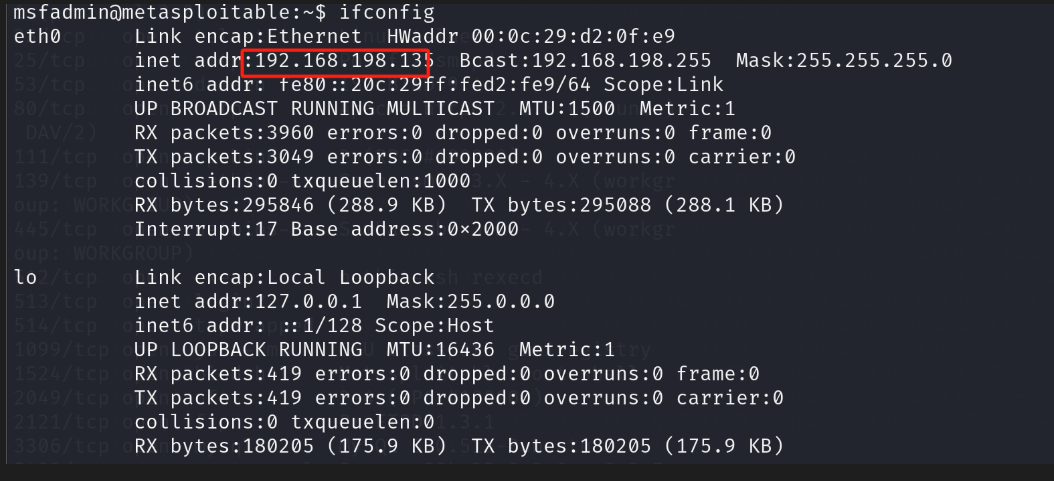 msfadmin@metasploitable:~$ ifconfig
eth0      Link encap:Ethernet  HWaddr 00:0c:29:d2:0f:e9
          inet addr:192.168.198.135  Bcast:192.168.198.255  Mask:255.255.255.0
          inet6 addr: fe80::20c:29ff:fed2:fe9/64 Scope:Link
          UP BROADCAST RUNNING MULTICAST  MTU:1500  Metric:1
          RX packets:3960 errors:0 dropped:0 overruns:0 frame:0
          TX packets:3049 errors:0 dropped:0 overruns:0 carrier:0
          collisions:0 txqueuelen:1000
          RX bytes:295846 (288.9 KB)  TX bytes:295088 (288.1 KB)
          Interrupt:17 Base address:0×2000

lo        Link encap:Local Loopback
          inet addr:127.0.0.1  Mask:255.0.0.0
          inet6 addr: ::1/128 Scope:Host
          UP LOOPBACK RUNNING  MTU:16436  Metric:1
          RX packets:419 errors:0 dropped:0 overruns:0 frame:0
          TX packets:419 errors:0 dropped:0 overruns:0 carrier:0
          collisions:0 txqueuelen:0
          RX bytes:180205 (175.9 KB)  TX bytes:180205 (175.9 KB)